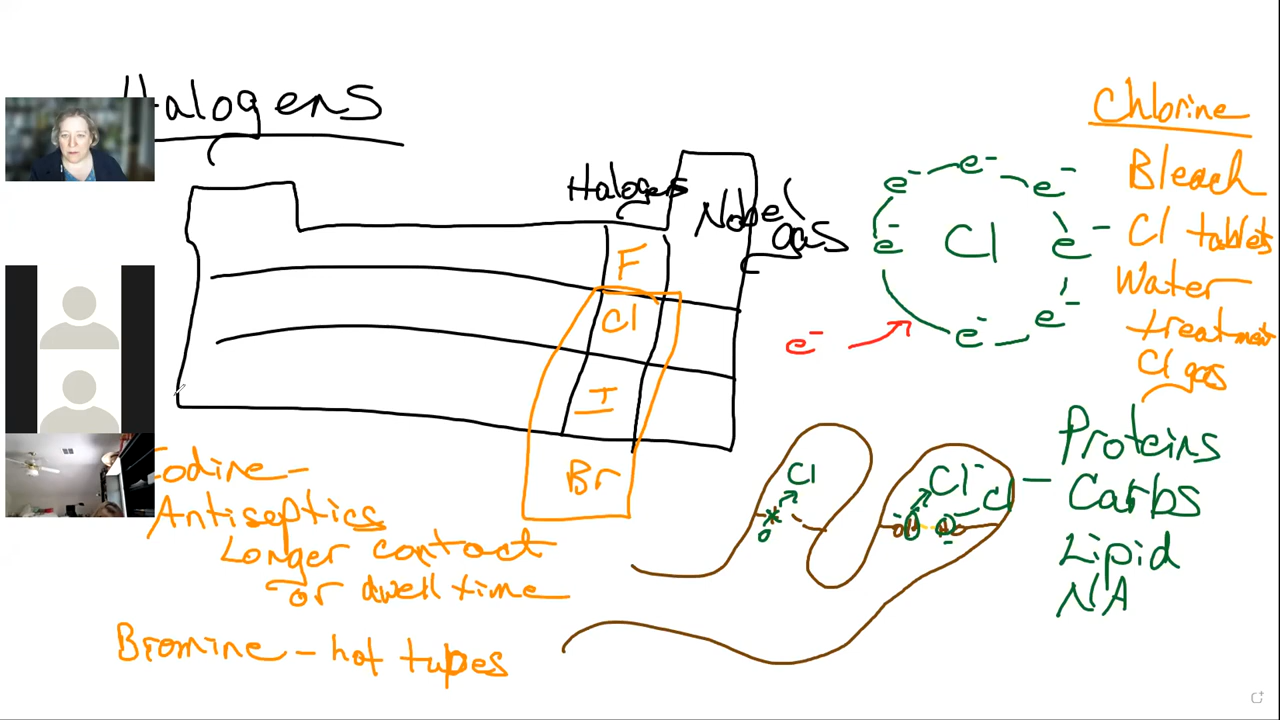 Halogens
Halogens
Nobel
gas
F
Cl
I
Br
e-
e-
e-
e-
Cl
e-
e-
e-
e-
Chlorine
Bleach
Cl tablets
Water
treatment
Cl gas
Iodine -
Antiseptics
Longer contact
or dwell time
Bromine - hot tubes
Cl
o
Cl-
Cl
Proteins
Carbs
Lipid
NA